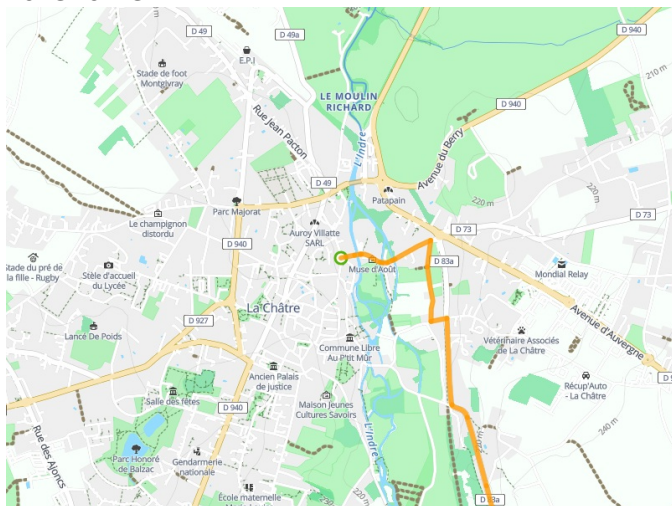 D 49
D 49a
D 940
E.P.I
Stade de foot
Montgivray
210 m
LE MOULIN
RICHARD
D 940
Rue Jean Pacton
L'Indre
Avenue du Berry
D 49
Patapain
220 m
220 m
Parc Majorat
Le champignon
distordu
Auroy Villatte
SARL
D 73
D 73
D 940
Stade du pré de
la fille - Rugby
Stèle d'accueil
du Lycée
Muse d'Août
D 83a
Mondial Relay
La Châtre
D 927
Lance De Poids
Avenue d'Auvergne
Commune Libre
Au P'tit Mûr
Vétérinaire Associés
de La Châtre
Ancien Palais
de justice
Récup'Auto
- La Châtre
Salle des fêtes
D 940
Maison Jeunes
Cultures Savoirs
L'Indre
Rue des Ajoncs
240 m
Parc Honoré
de Balzac
Gendarmerie
nationale
École maternelle
220 m